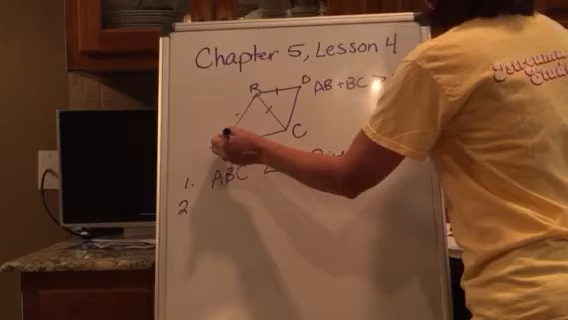 Chapter 5, Lesson 4
B D AB + BC >
C
1. ABC
2